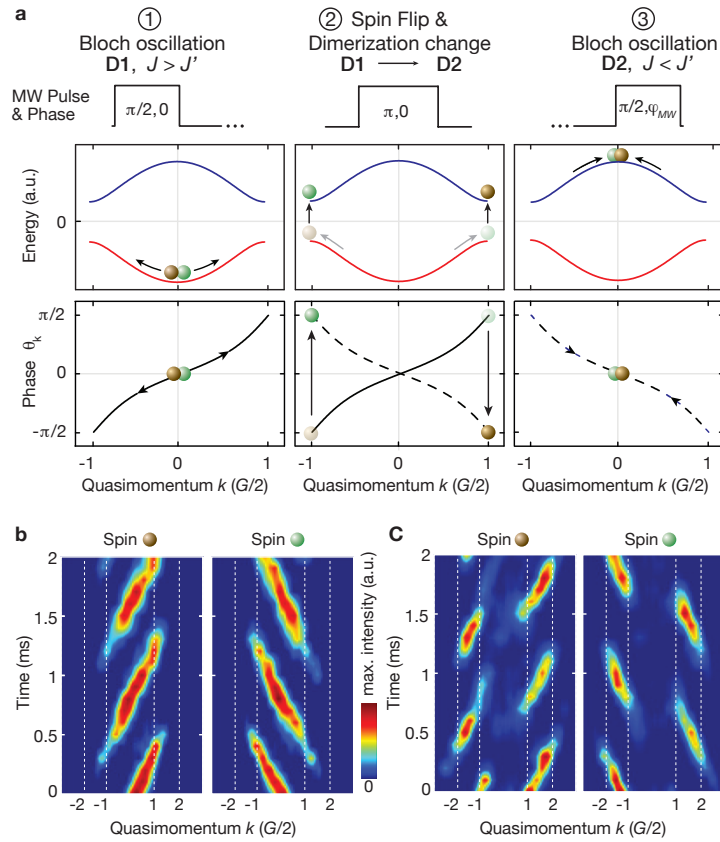 a
① ② ③
Bloch oscillation
D1, J > J'
Spin Flip &
Dimerization change
D1 → D2
Bloch oscillation
D2, J < J'
MW Pulse
& Phase
π/2, 0
...
π,0
...
π/2,φMW
Energy (a.u.)
0
Phase θk
π/2
0
-π/2
-1 0 1
-1 0 1
-1 0 1
Quasimomentum k (G/2)
Quasimomentum k (G/2)
Quasimomentum k (G/2)
b
Spin
Spin
Time (ms)
2
1.5
1
0.5
0
-2 -1 1 2
-2 -1 1 2
Quasimomentum k (G/2)
max. intensity (a.u.)
0
C
Spin
Spin
Time (ms)
2
1.5
1
0.5
0
-2 -1 1 2
-2 -1 1 2
Quasimomentum k (G/2)